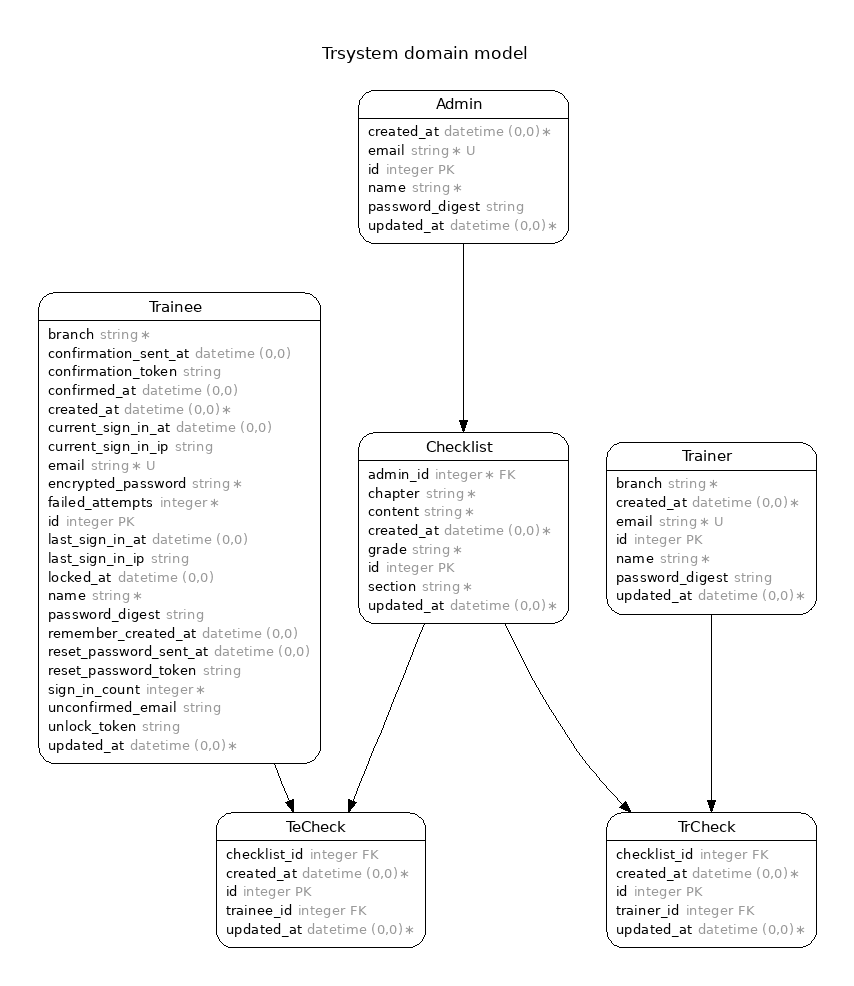 Trsystem domain model
Admin
created_at datetime (0,0)∗
email string∗ U
id integer PK
name string∗
password_digest string
updated_at datetime (0,0)∗
Trainee
branch string∗
confirmation_sent_at datetime (0,0)
confirmation_token string
confirmed_at datetime (0,0)
created_at datetime (0,0)∗
current_sign_in_at datetime (0,0)
current_sign_in_ip string
email string∗ U
encrypted_password string∗
failed_attempts integer∗
id integer PK
last_sign_in_at datetime (0,0)
last_sign_in_ip string
locked_at datetime (0,0)
name string∗
password_digest string
remember_created_at datetime (0,0)
reset_password_sent_at datetime (0,0)
reset_password_token string
sign_in_count integer∗
unconfirmed_email string
unlock_token string
updated_at datetime (0,0)∗
Checklist
admin_id integer∗ FK
chapter string∗
content string∗
created_at datetime (0,0)∗
grade string∗
id integer PK
section string∗
updated_at datetime (0,0)∗
Trainer
branch string∗
created_at datetime (0,0)∗
email string∗ U
id integer PK
name string∗
password_digest string
updated_at datetime (0,0)∗
TeCheck
checklist_id integer FK
created_at datetime (0,0)∗
id integer PK
trainee_id integer FK
updated_at datetime (0,0)∗
TrCheck
checklist_id integer FK
created_at datetime (0,0)∗
id integer PK
trainer_id integer FK
updated_at datetime (0,0)∗